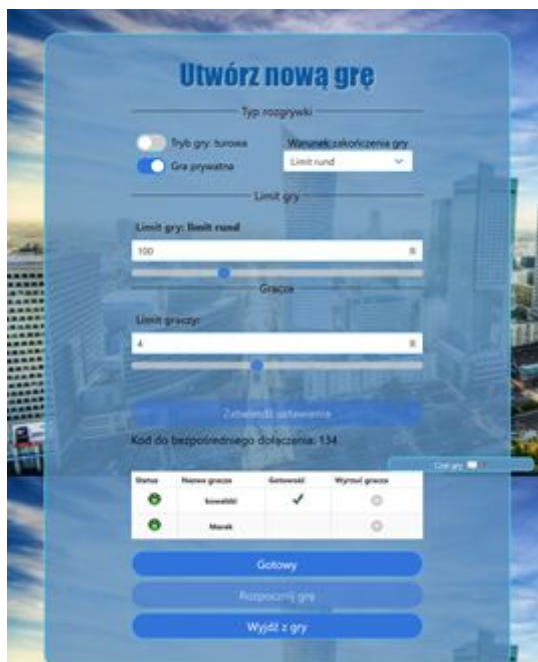 Utwórz nową grę
Typ rozgrywki
Tryb gry: turowa
Warunek zakończenia gry
Gra prywatna
Limit rund
Limit gry
Limit gry: limit rund
100
Gracze
Limit graczy:
4
Zatwierdź ustawienia
Kod do bezpośredniego dołączenia: 134
Czat gry
Status Nazwa gracza Gotowość Wyrzuć gracza
kowalski
Marek
Gotowy
Rozpocznij grę
Wyjdź z gry